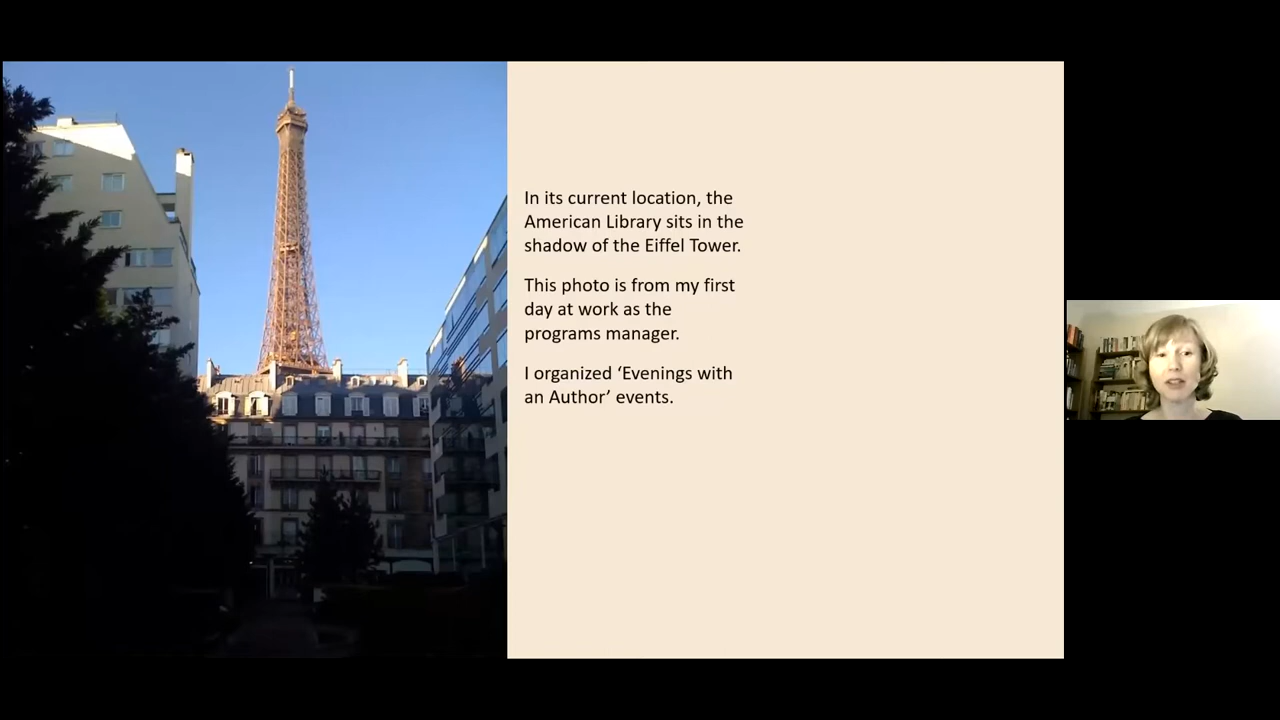 In its current location, the
American Library sits in the
shadow of the Eiffel Tower.
This photo is from my first
day at work as the
programs manager.
I organized ‘Evenings with
an Author’ events.